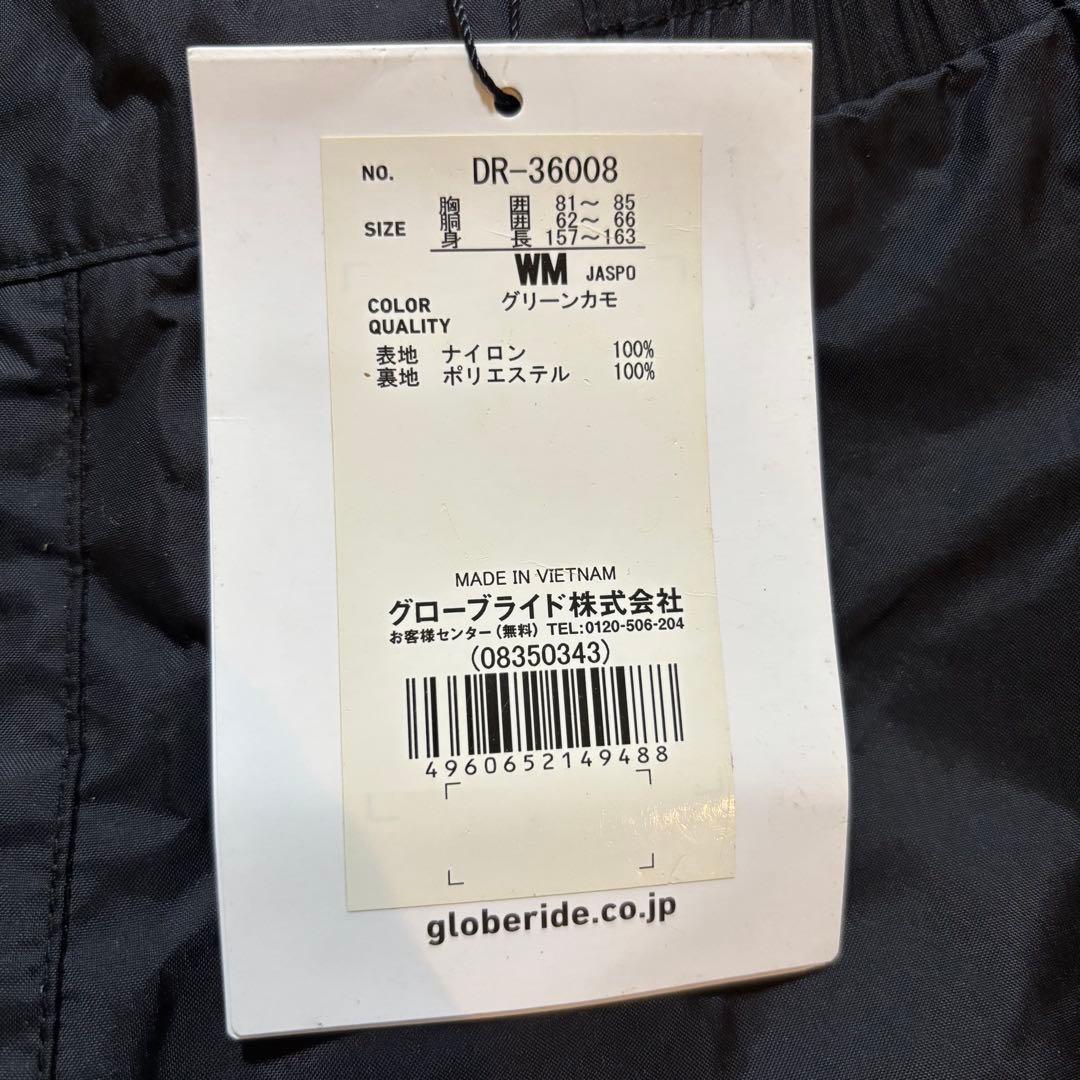 NO. DR-36008
SIZE
胸 囲 81～ 85
胴 囲 62～ 66
身 長 157～163
WM JASPO
COLOR グリーンカモ
QUALITY
表地 ナイロン 100%
裏地 ポリエステル 100%
MADE IN VIETNAM
グローブライド株式会社
お客様センター(無料) TEL:0120-506-204
(08350343)
4960652149488
globeride.co.jp